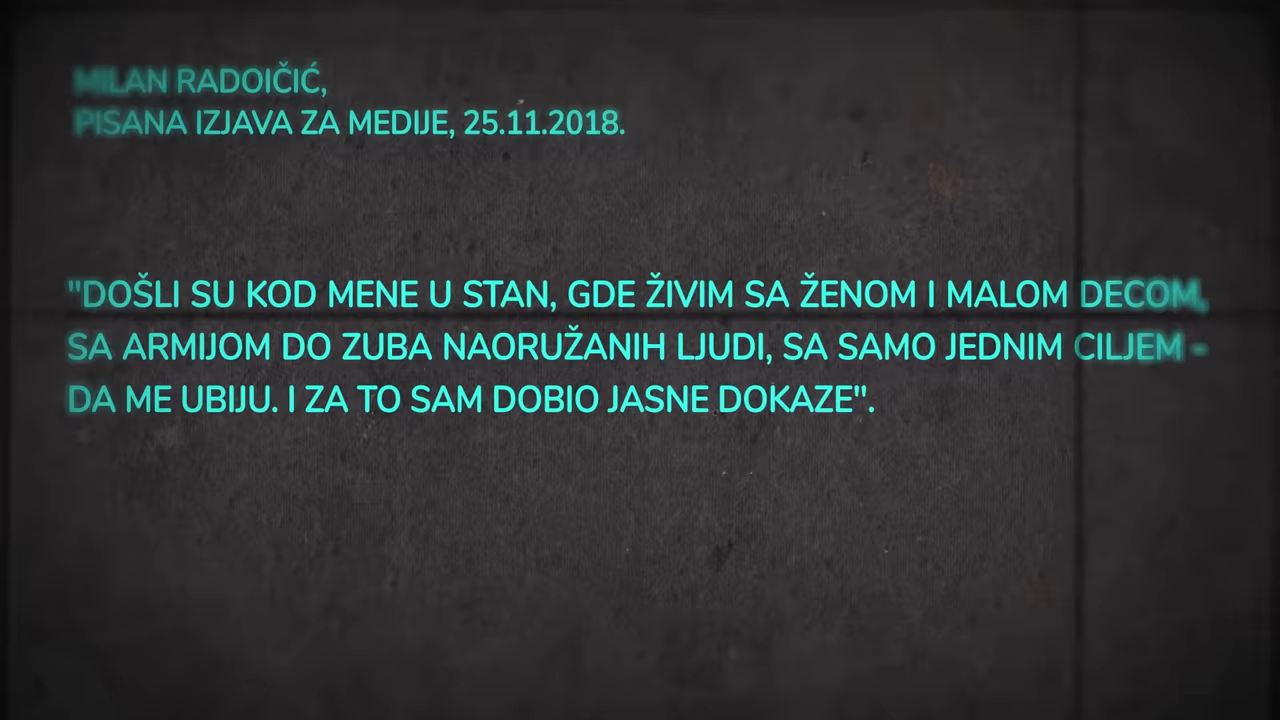 MILAN RADOIČIĆ,
PISANA IZJAVA ZA MEDIJE, 25.11.2018.
"DOŠLI SU KOD MENE U STAN, GDE ŽIVIM SA ŽENOM I MALOM DECOM,
SA ARMIJOM DO ZUBA NAORUŽANIH LJUDI, SA SAMO JEDNIM CILJEM -
DA ME UBIJU. I ZA TO SAM DOBIO JASNE DOKAZE".